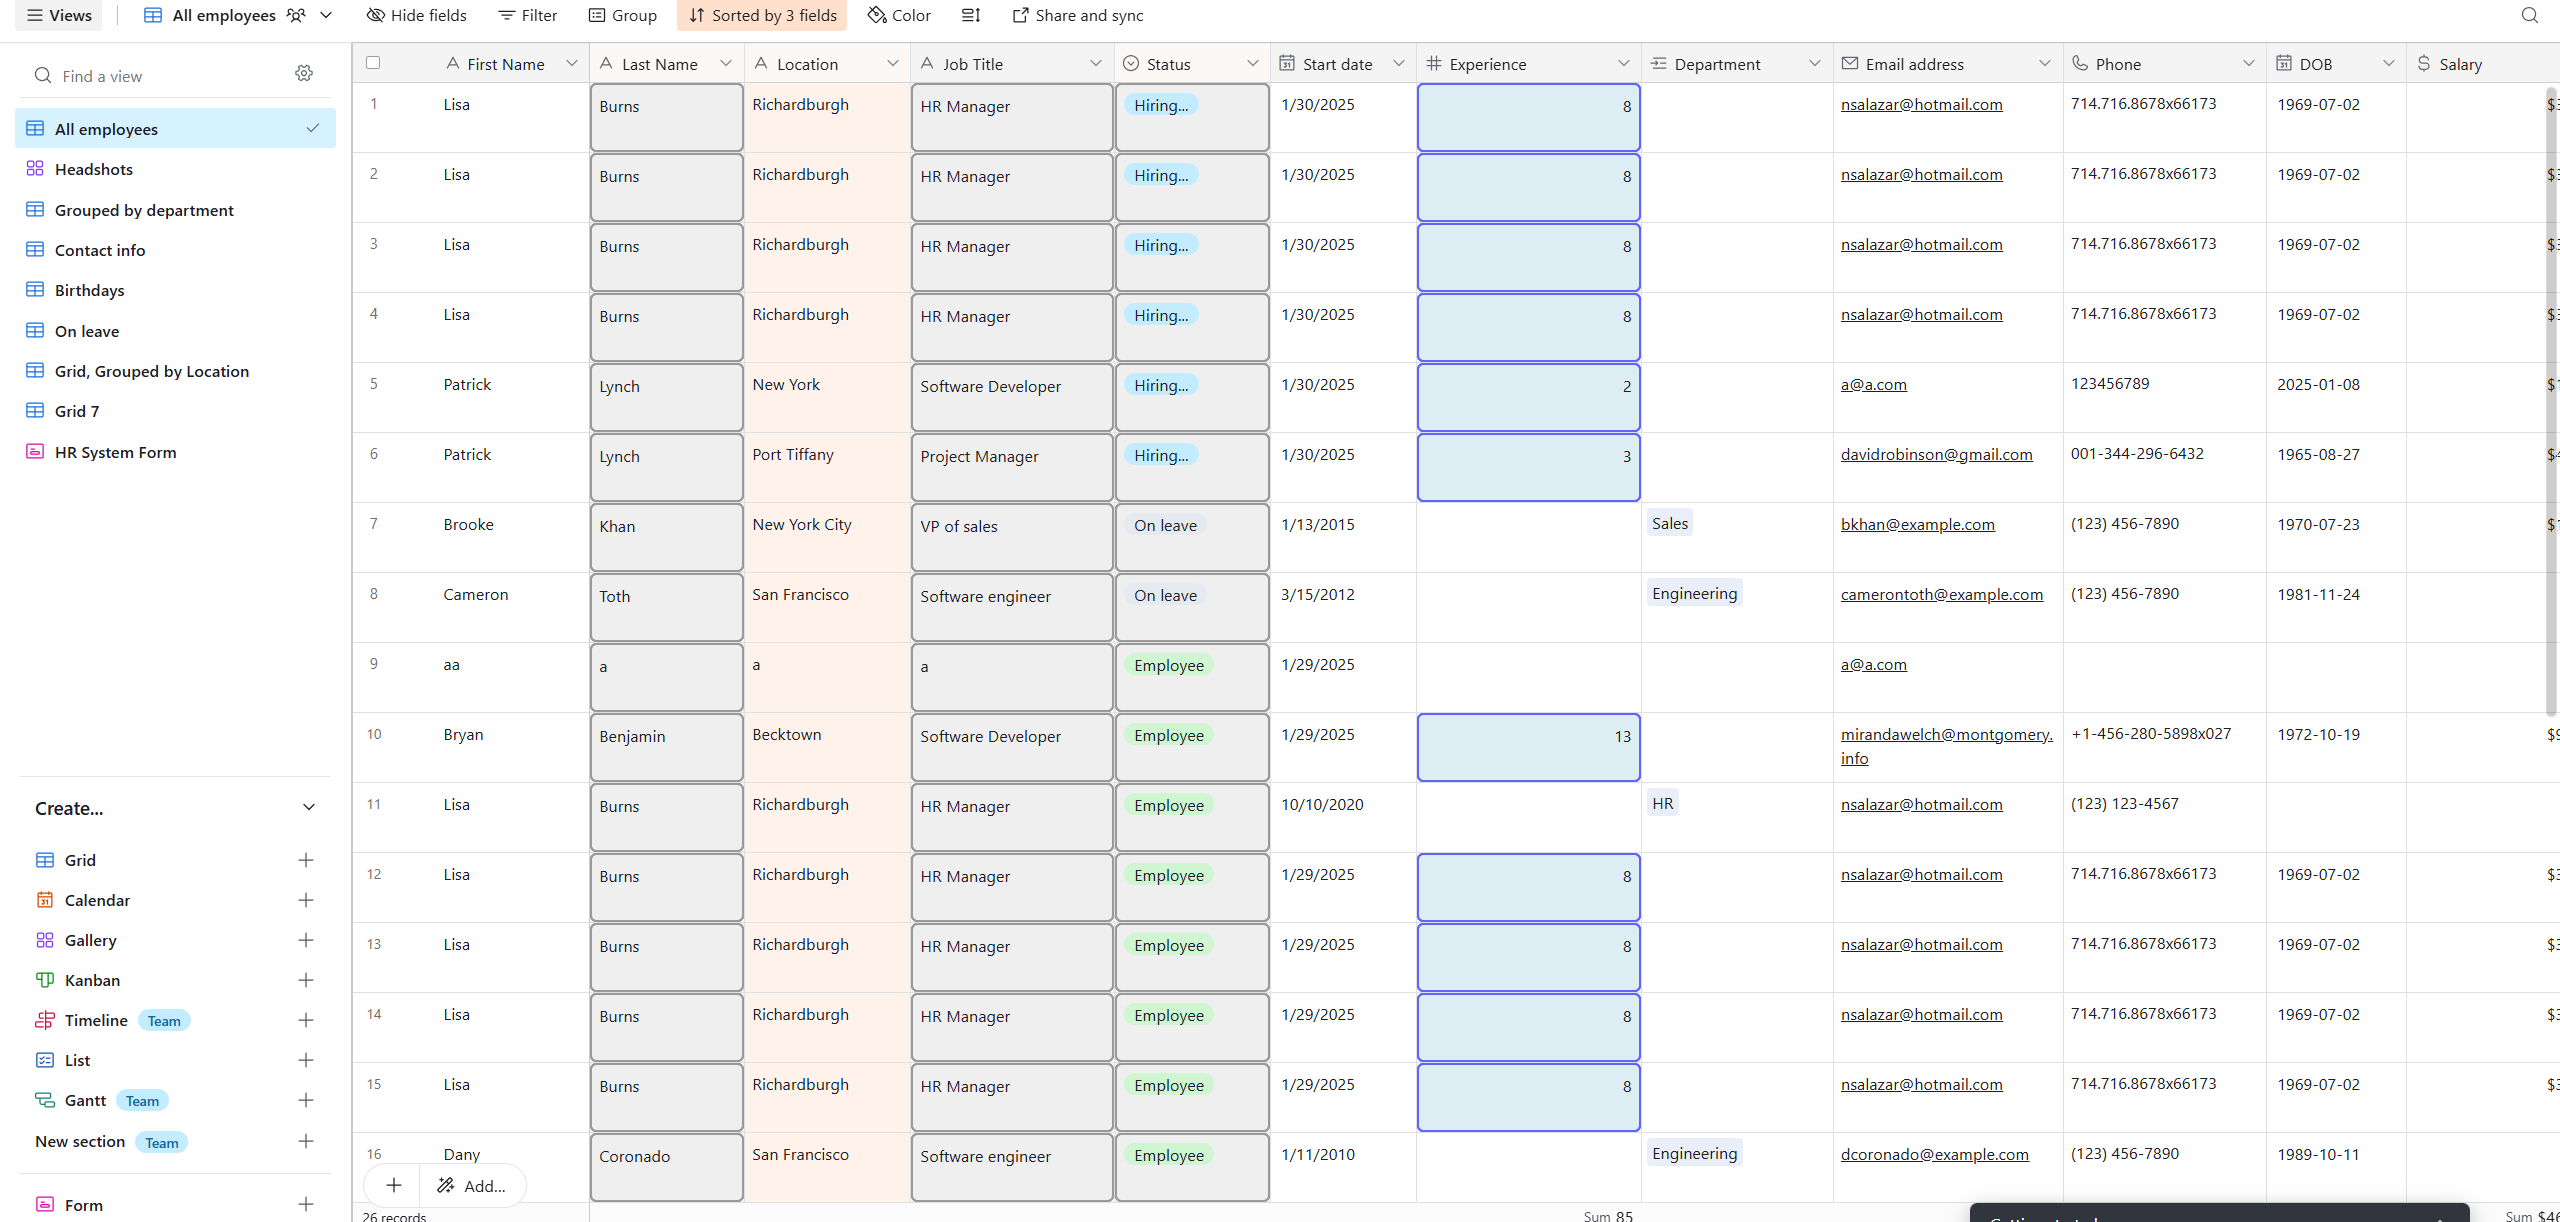 Views All employees Hide fields Filter Group Sorted by 3 fields Color Share and sync
Find a view
All employees
Headshots
Grouped by department
Contact info
Birthdays
On leave
Grid, Grouped by Location
Grid 7
HR System Form
Create...
Grid
Calendar
Gallery
Kanban
Timeline Team
List
Gantt Team
New section Team
Form
First Name Last Name Location Job Title Status Start date Experience Department Email address Phone DOB Salary
1 Lisa Burns Richardburgh HR Manager Hiring... 1/30/2025 8 nsalazar@hotmail.com 714.716.8678x66173 1969-07-02
2 Lisa Burns Richardburgh HR Manager Hiring... 1/30/2025 8 nsalazar@hotmail.com 714.716.8678x66173 1969-07-02
3 Lisa Burns Richardburgh HR Manager Hiring... 1/30/2025 8 nsalazar@hotmail.com 714.716.8678x66173 1969-07-02
4 Lisa Burns Richardburgh HR Manager Hiring... 1/30/2025 8 nsalazar@hotmail.com 714.716.8678x66173 1969-07-02
5 Patrick Lynch New York Software Developer Hiring... 1/30/2025 2 a@a.com 123456789 2025-01-08
6 Patrick Lynch Port Tiffany Project Manager Hiring... 1/30/2025 3 davidrobinson@gmail.com 001-344-296-6432 1965-08-27
7 Brooke Khan New York City VP of sales On leave 1/13/2015 Sales bkhan@example.com (123) 456-7890 1970-07-23
8 Cameron Toth San Francisco Software engineer On leave 3/15/2012 Engineering camerontoth@example.com (123) 456-7890 1981-11-24
9 aa a a a Employee 1/29/2025 a@a.com
10 Bryan Benjamin Becktown Software Developer Employee 1/29/2025 13 mirandawelch@montgomery. +1-456-280-5898x027 1972-10-19
info
11 Lisa Burns Richardburgh HR Manager Employee 10/10/2020 HR nsalazar@hotmail.com (123) 123-4567
12 Lisa Burns Richardburgh HR Manager Employee 1/29/2025 8 nsalazar@hotmail.com 714.716.8678x66173 1969-07-02
13 Lisa Burns Richardburgh HR Manager Employee 1/29/2025 8 nsalazar@hotmail.com 714.716.8678x66173 1969-07-02
14 Lisa Burns Richardburgh HR Manager Employee 1/29/2025 8 nsalazar@hotmail.com 714.716.8678x66173 1969-07-02
15 Lisa Burns Richardburgh HR Manager Employee 1/29/2025 8 nsalazar@hotmail.com 714.716.8678x66173 1969-07-02
16 Dany Coronado San Francisco Software engineer Employee 1/11/2010 Engineering dcoronado@example.com (123) 456-7890 1989-10-11
Add...
26 records Sum 85 Sum